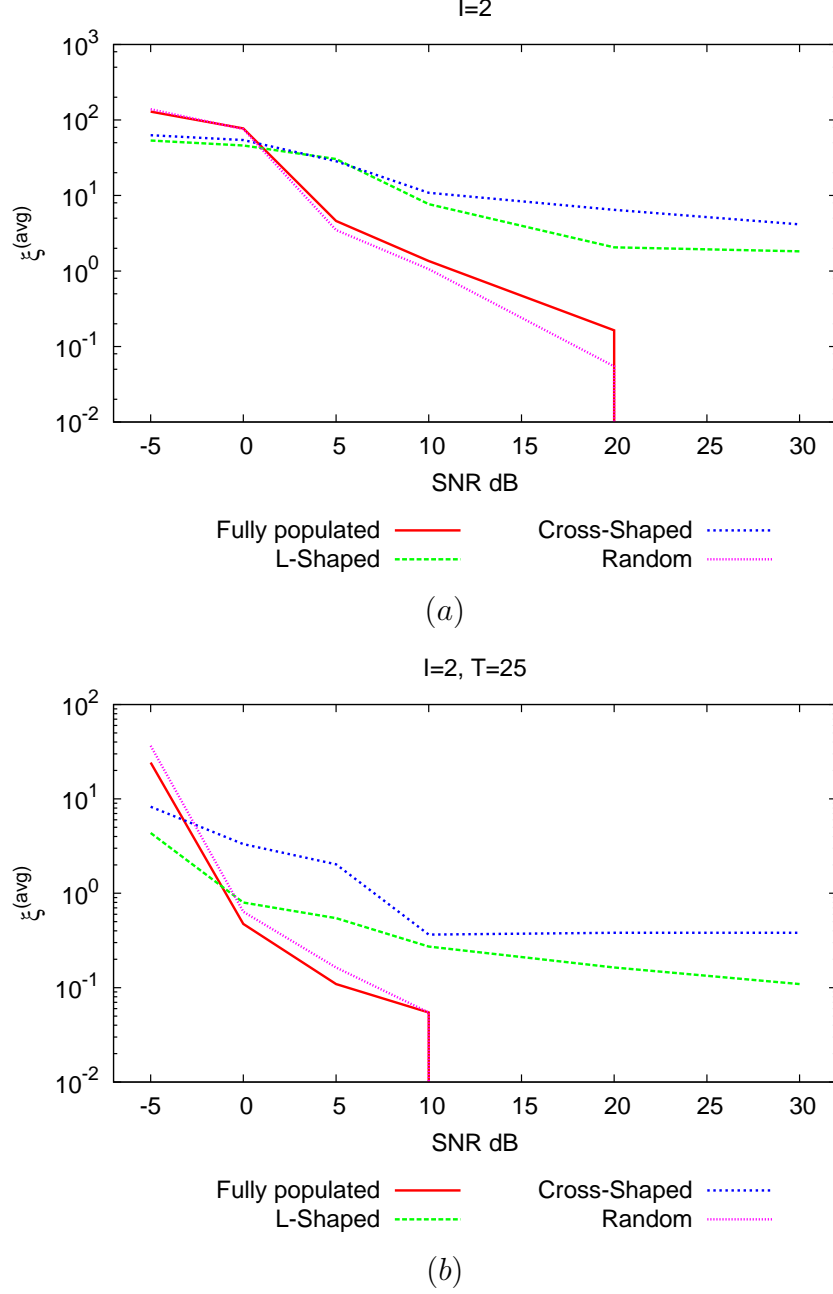 I=2
10^3
10^2
10^1
10^0
10^-1
10^-2
ξ^(avg)
-5 0 5 10 15 20 25 30
SNR dB
Fully populated Cross-Shaped
L-Shaped Random
(a)
I=2, T=25
10^2
10^1
10^0
10^-1
10^-2
ξ^(avg)
-5 0 5 10 15 20 25 30
SNR dB
Fully populated Cross-Shaped
L-Shaped Random
(b)